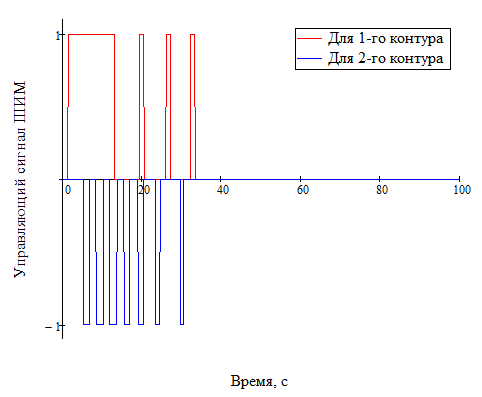 Для 1-го контура
Для 2-го контура
Управляющий сигнал ШИМ
1
0 20 40 60 80 100
– 1
Время, с